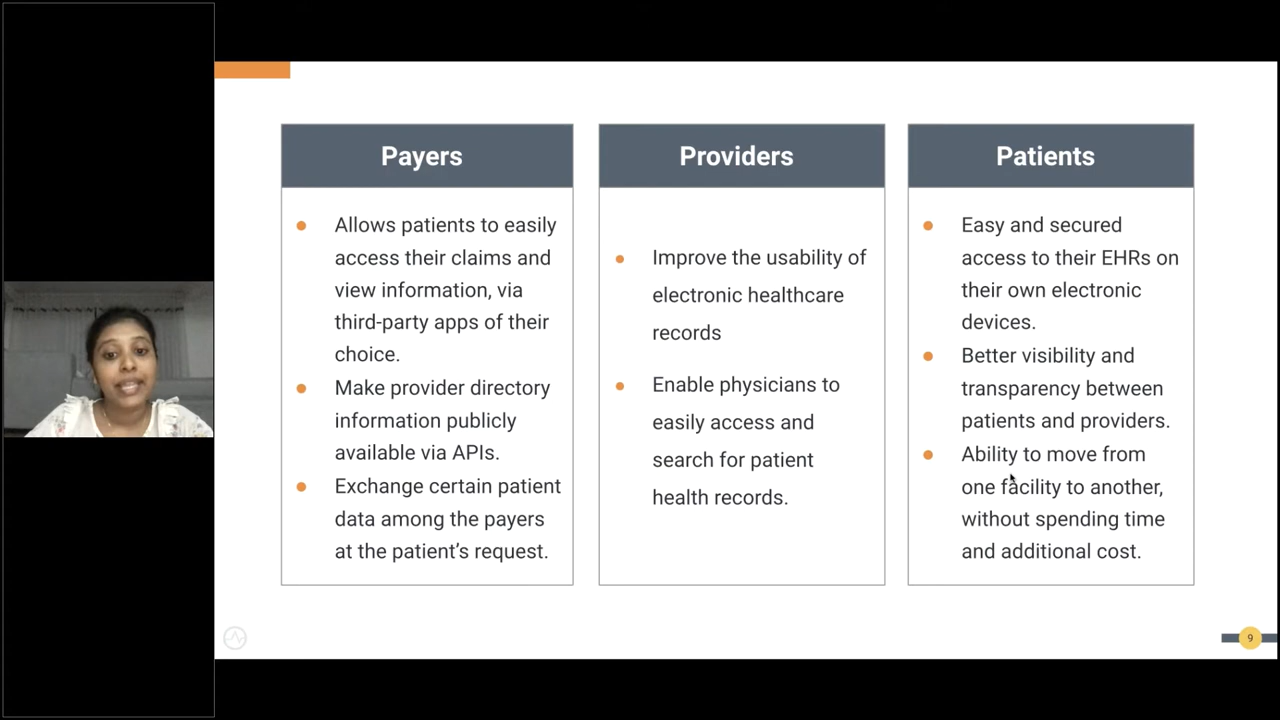 Payers
Allows patients to easily
access their claims and
view information, via
third-party apps of their
choice.
Make provider directory
information publicly
available via APIs.
Exchange certain patient
data among the payers
at the patient’s request.
Providers
Improve the usability of
electronic healthcare
records
Enable physicians to
easily access and
search for patient
health records.
Patients
Easy and secured
access to their EHRs on
their own electronic
devices.
Better visibility and
transparency between
patients and providers.
Ability to move from
one facility to another,
without spending time
and additional cost.
9